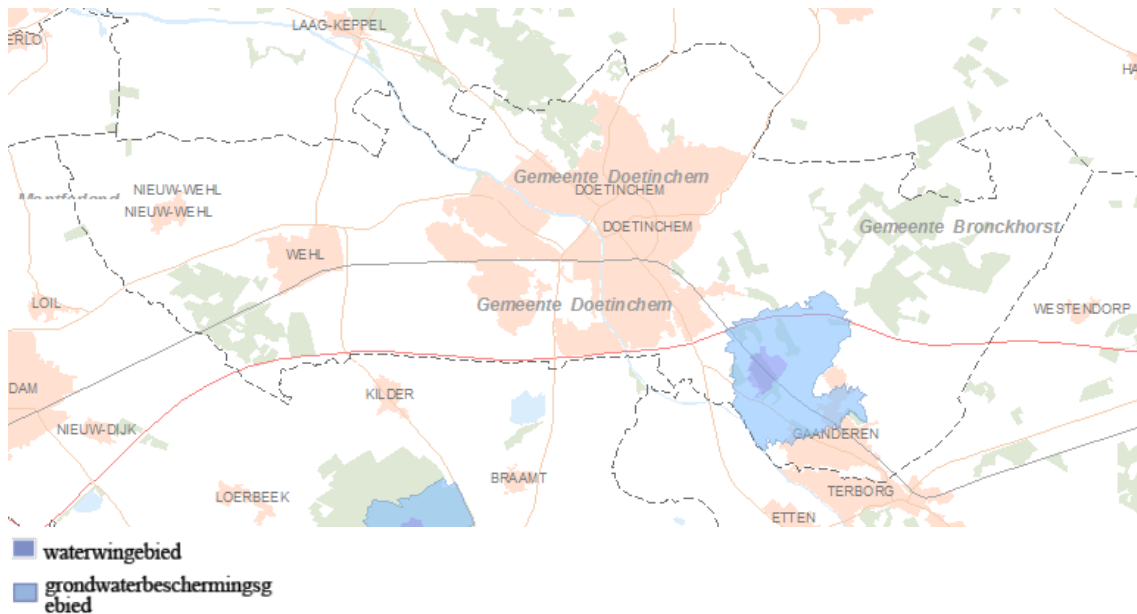 LAAG-KEPPEL
ERLO
HA
Gemeente Doetinchem
DOETINCHEM
NIEUW-WEHL
NIEUW-WEHL
DOETINCHEM
Gemeente Bronckhorst
WEHL
LOIL
Gemeente Doetinchem
WESTENDORP
DAM
KILDER
NIEUW-DIJK
GAANDEREN
BRAAMT
LOERBEEK
TERBORG
ETTEN
waterwingebied
grondwaterbeschermingsg
ebied